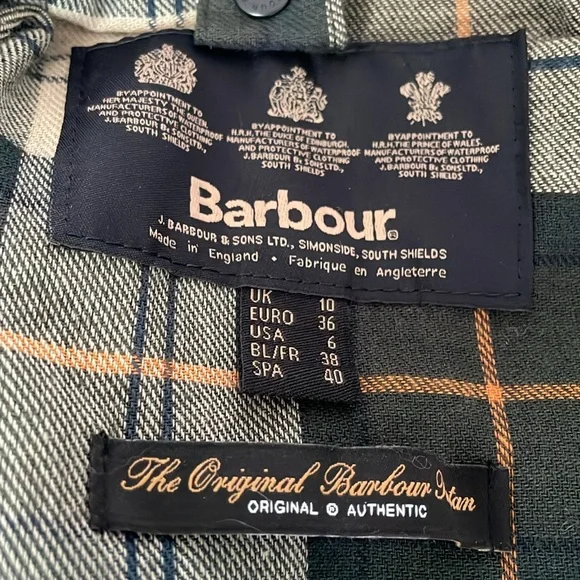 BY APPOINTMENT TO
HER MAJESTY THE QUEEN
MANUFACTURERS OF WATERPROOF
AND PROTECTIVE CLOTHING
J. BARBOUR & SONS LTD.
SOUTH SHIELDS
BY APPOINTMENT TO
H.R.H. THE DUKE OF EDINBURGH,
MANUFACTURERS OF WATERPROOF
AND PROTECTIVE CLOTHING
J. BARBOUR & SONS LTD.
SOUTH SHIELDS
BY APPOINTMENT TO
H.R.H. THE PRINCE OF WALES,
MANUFACTURERS OF WATERPROOF
AND PROTECTIVE CLOTHING
J. BARBOUR & SONS LTD.
SOUTH SHIELDS
Barbour®
J. BARBOUR & SONS LTD., SIMONSIDE, SOUTH SHIELDS
Made in England • Fabrique en Angleterre
UK 10
EURO 36
USA 6
BL/FR 38
SPA 40
The Original Barbour
ORIGINAL ® AUTHENTIC